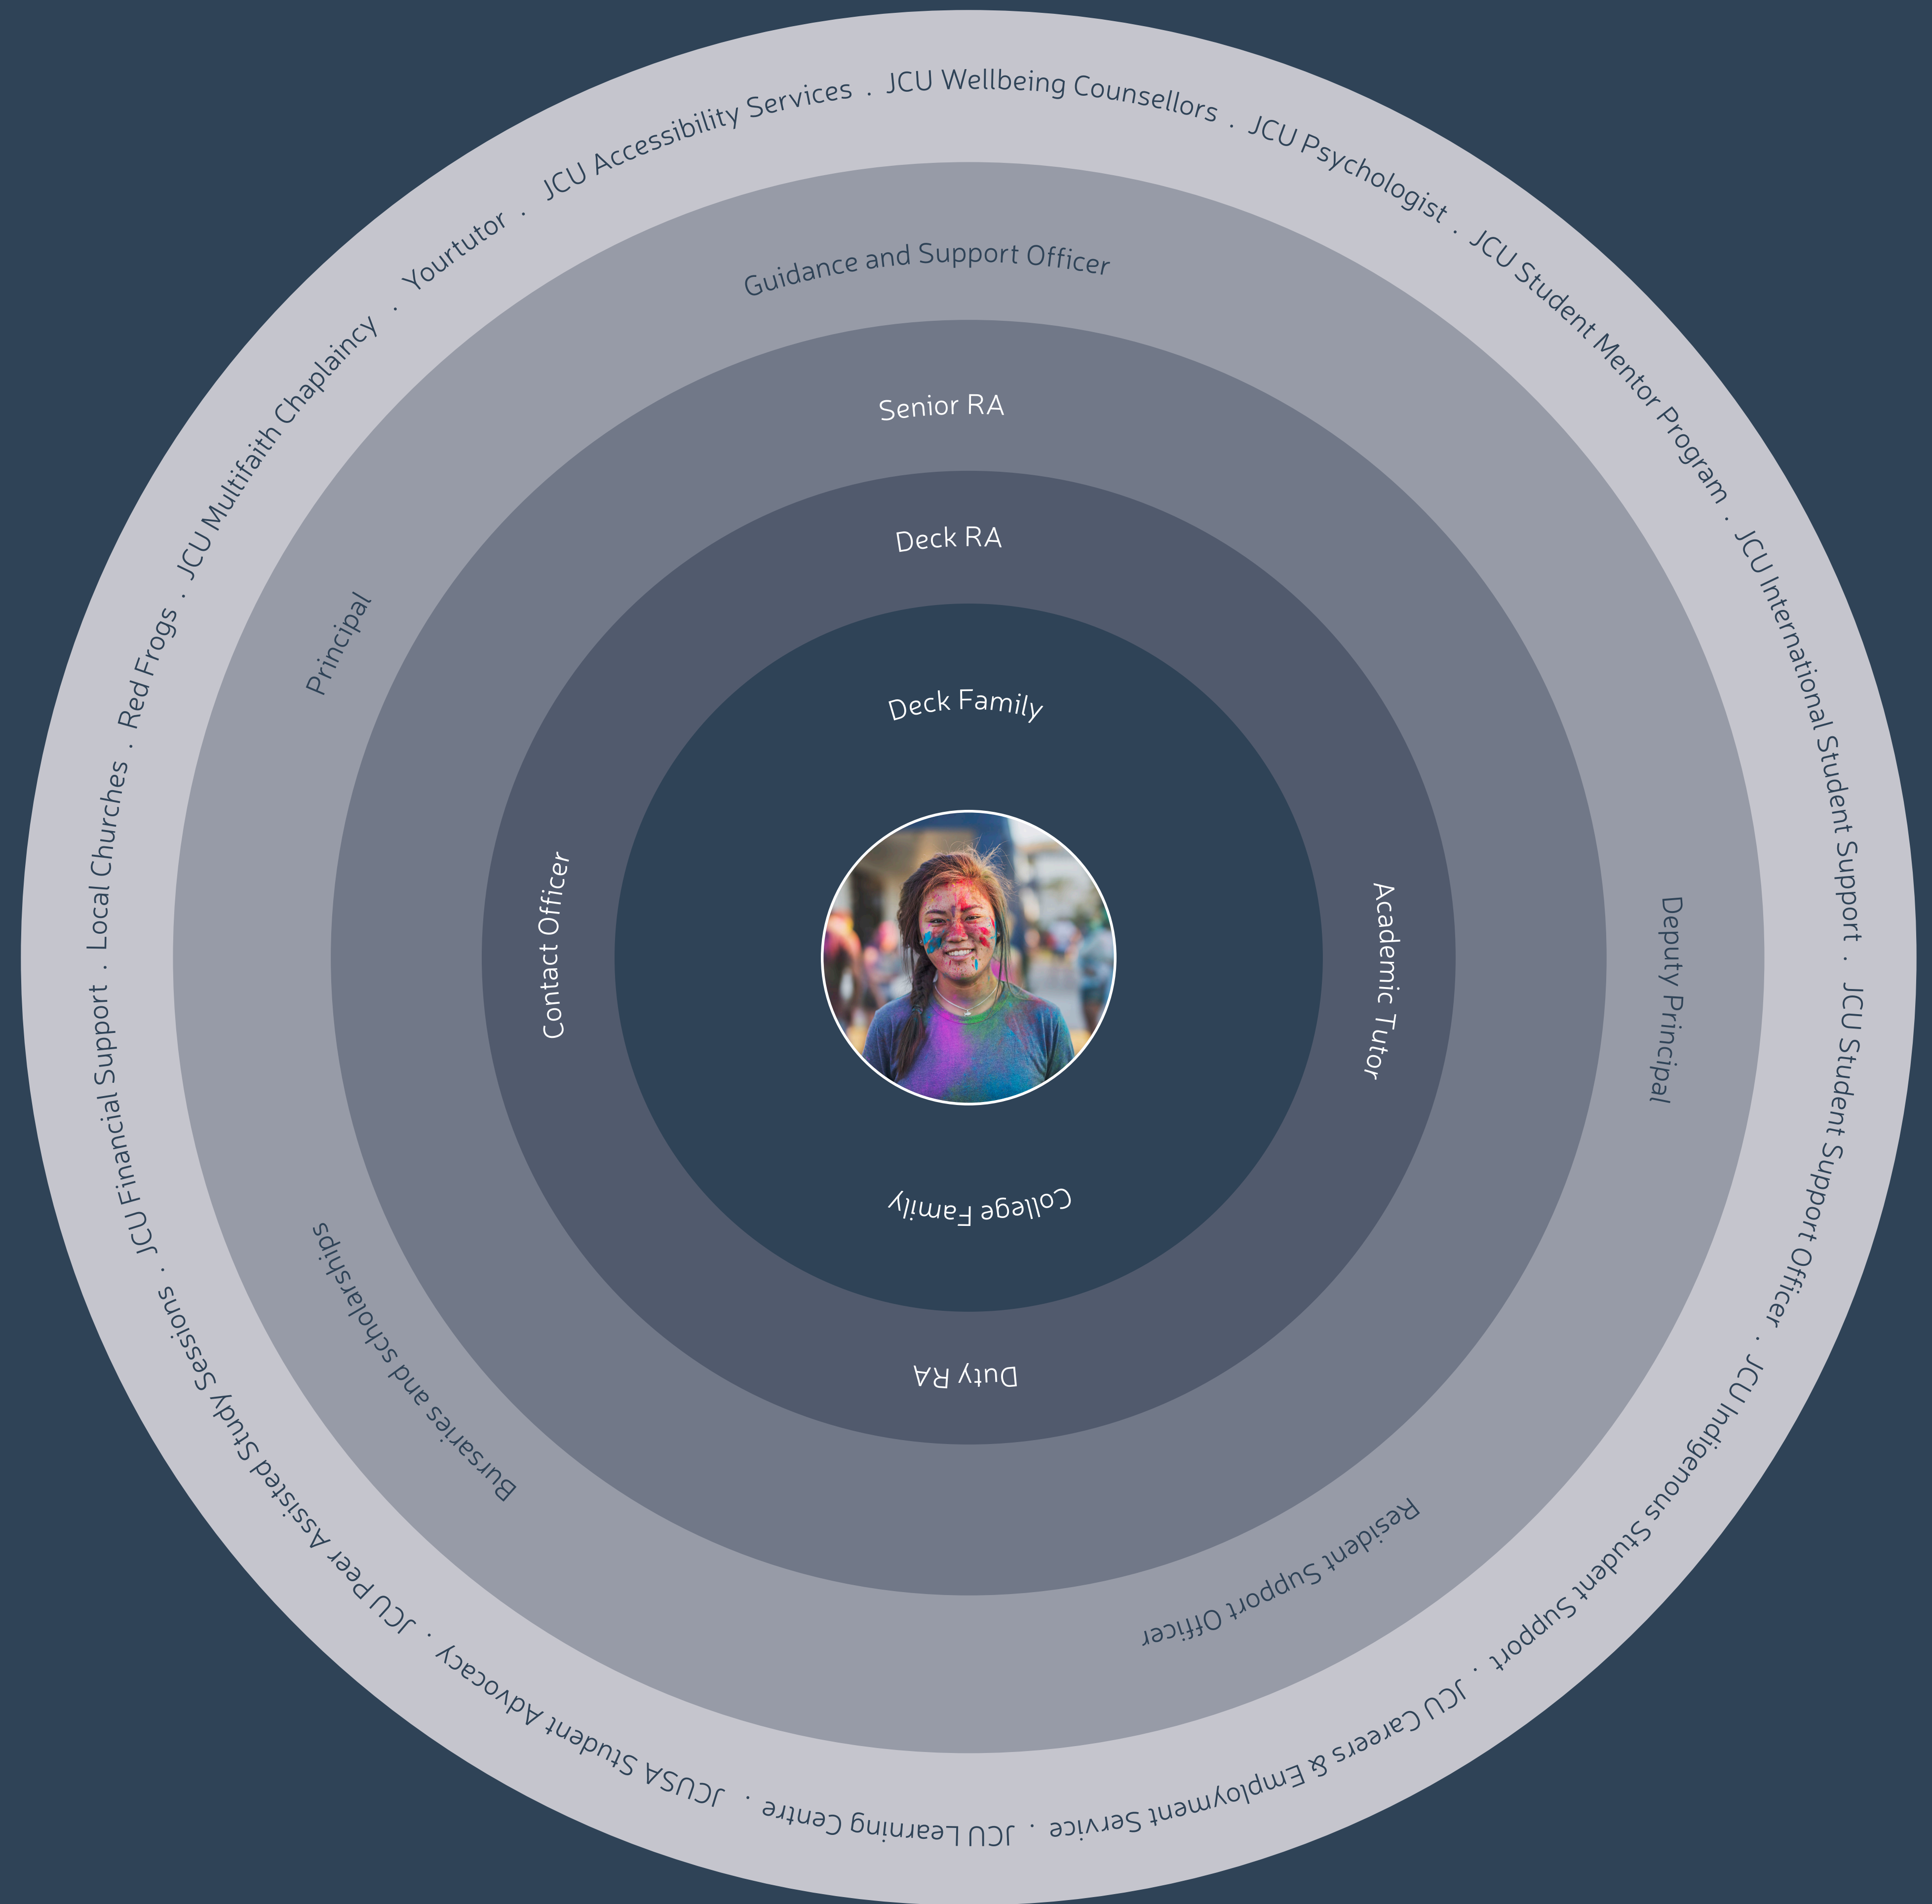 JCU Wellbeing Counsellors . JCU Psychologist . JCU Student Mentor Program . JCU International Student Support . JCU Student Support Officer . JCU Indigenous Student Support . JCU Careers & Employment Service . JCU Learning Centre . JCUSA Student Advocacy . JCU Peer Assisted Study Sessions . JCU Financial Support . Local Churches . Red Frogs . JCU Multifaith Chaplaincy . Yourtutor . JCU Accessibility Services .
Guidance and Support Officer
Deputy Principal
Resident Support Officer
Bursaries and scholarships
Principal
Senior RA
Deck RA
Academic Tutor
Duty RA
Contact Officer
Deck Family
College Family